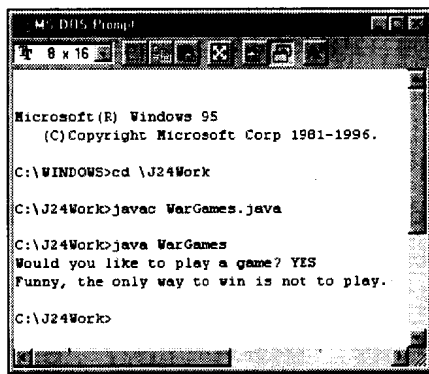 MS-DOS Prompt
8 x 16
Microsoft(R) Windows 95
(C)Copyright Microsoft Corp 1981-1996.
C:\WINDOWS>cd \J24Work
C:\J24Work>javac WarGames.java
C:\J24Work>java WarGames
Would you like to play a game? YES
Funny, the only way to win is not to play.
C:\J24Work>